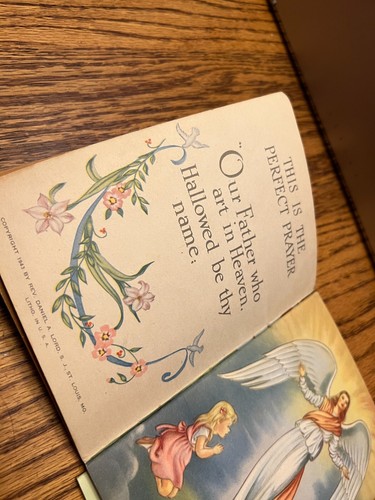 THIS IS THE
PERFECT PRAYER
"Our Father who
art in Heaven.
Hallowed be thy
name.
COPYRIGHT 1943 BY REV. DANIEL A. LORD, S. J., ST. LOUIS, MO.
LITHO. IN U. S. A.